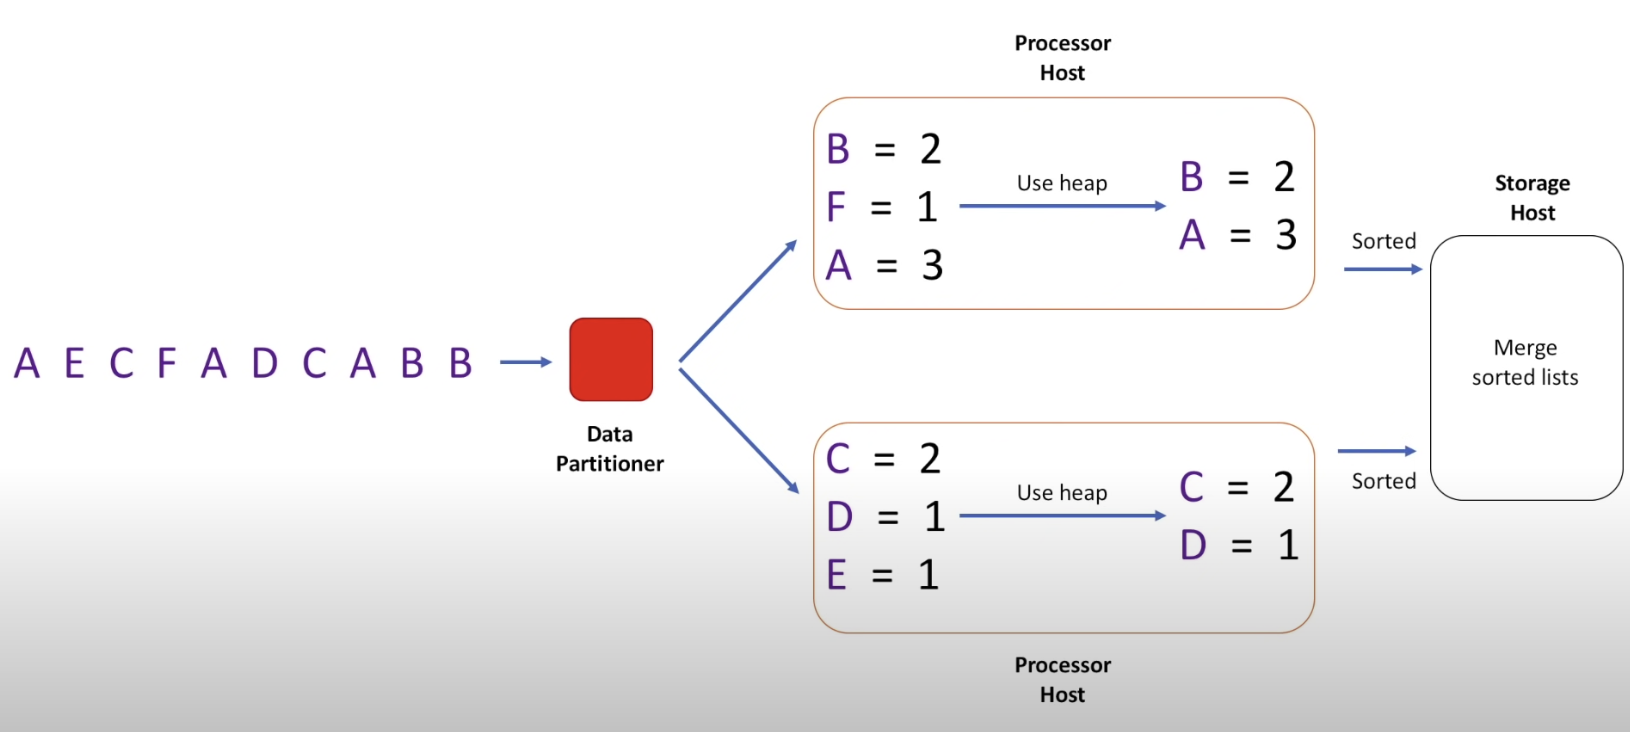 A E C F A D C A B B
Data
Partitioner
Processor
Host
B = 2
F = 1
A = 3
Use heap
B = 2
A = 3
C = 2
D = 1
E = 1
Use heap
C = 2
D = 1
Processor
Host
Sorted
Sorted
Storage
Host
Merge
sorted lists